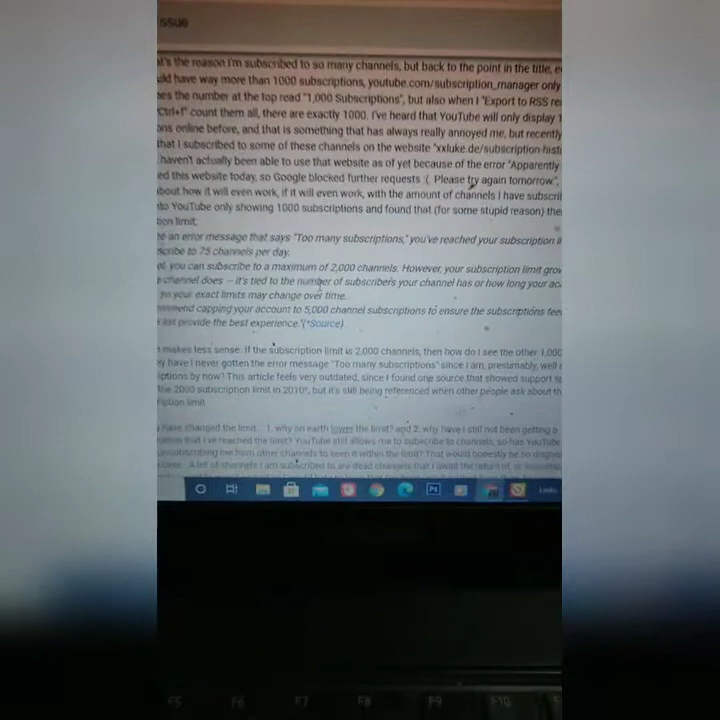 ssue
at's the reason I'm subscribed to so many channels, but back to the point in the title, e
uld have way more than 1000 subscriptions, youtube.com/subscription_manager only
es the number at the top read "1,000 Subscriptions", but also when I "Export to RSS re
Ctrl+f" count them all, there are exactly 1000. I've heard that YouTube will only display 1
ons online before, and that is something that has always really annoyed me, but recently
that I subscribed to some of these channels on the website "xxluke.de/subscription-hist
haven't actually been able to use that website as of yet because of the error "Apparently
ed this website today, so Google blocked further requests :(. Please try again tomorrow.",
about how it will even work, if it will even work, with the amount of channels I have subscri
to YouTube only showing 1000 subscriptions and found that (for some stupid reason) the
tion limit:
e an error message that says "Too many subscriptions," you've reached your subscription li
scribe to 75 channels per day.
you can subscribe to a maximum of 2,000 channels. However, your subscription limit grow
channel does – it's tied to the number of subscribers your channel has or how long your ac
so your exact limits may change over time.
mmend capping your account to 5,000 channel subscriptions to ensure the subscriptions fee
list provide the best experience."(*Source)
makes less sense. If the subscription limit is 2,000 channels, then how do I see the other 1,000
y have I never gotten the error message "Too many subscriptions" since I am, presumably, well
iptions by now? This article feels very outdated, since I found one source that showed support
the 2000 subscription limit in 2010*, but it's still being referenced when other people ask about th
ription limit.
have changed the limit... 1, why on earth lower the limit? and 2, why have I still not been getting
that I've reached the limit? YouTube still allows me to subscribe to channels, so has YouTube
unsubscribing me from other channels to keep it within the limit? That would honestly be so
A lot of channels I am subscribed to are dead channels that I await the return of, or
Ps
Links
F5 F6 F7 F8 F9 F10